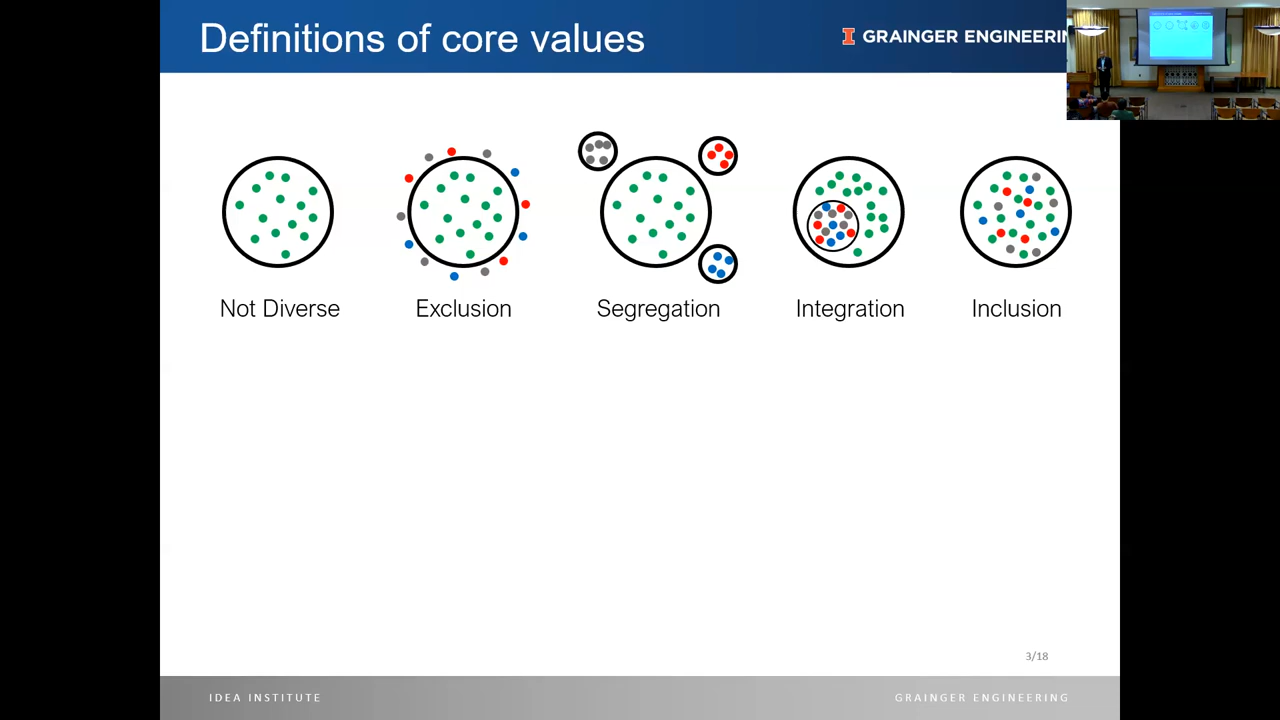 Definitions of core values
I GRAINGER ENGINEERIN
Not Diverse
Exclusion
Segregation
Integration
Inclusion
3/18
IDEA INSTITUTE
GRAINGER ENGINEERING